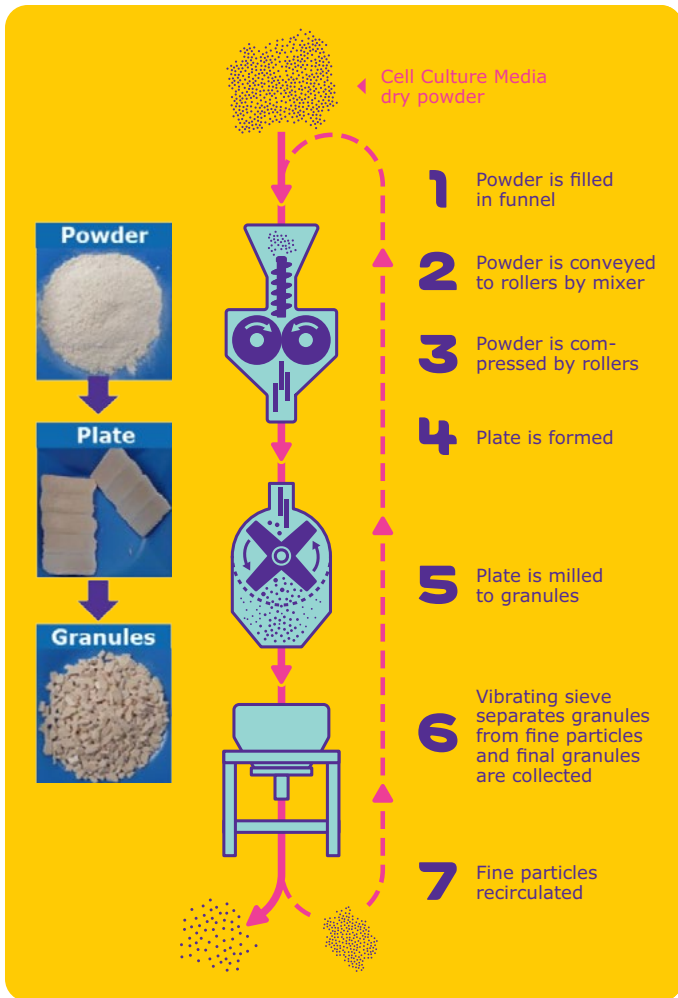 Cell Culture Media
dry powder
1
Powder is filled
in funnel
2
Powder is conveyed
to rollers by mixer
3
Powder is com-
pressed by rollers
4
Plate is formed
5
Plate is milled
to granules
6
Vibrating sieve
separates granules
from fine particles
and final granules
are collected
7
Fine particles
recirculated
Powder
Plate
Granules